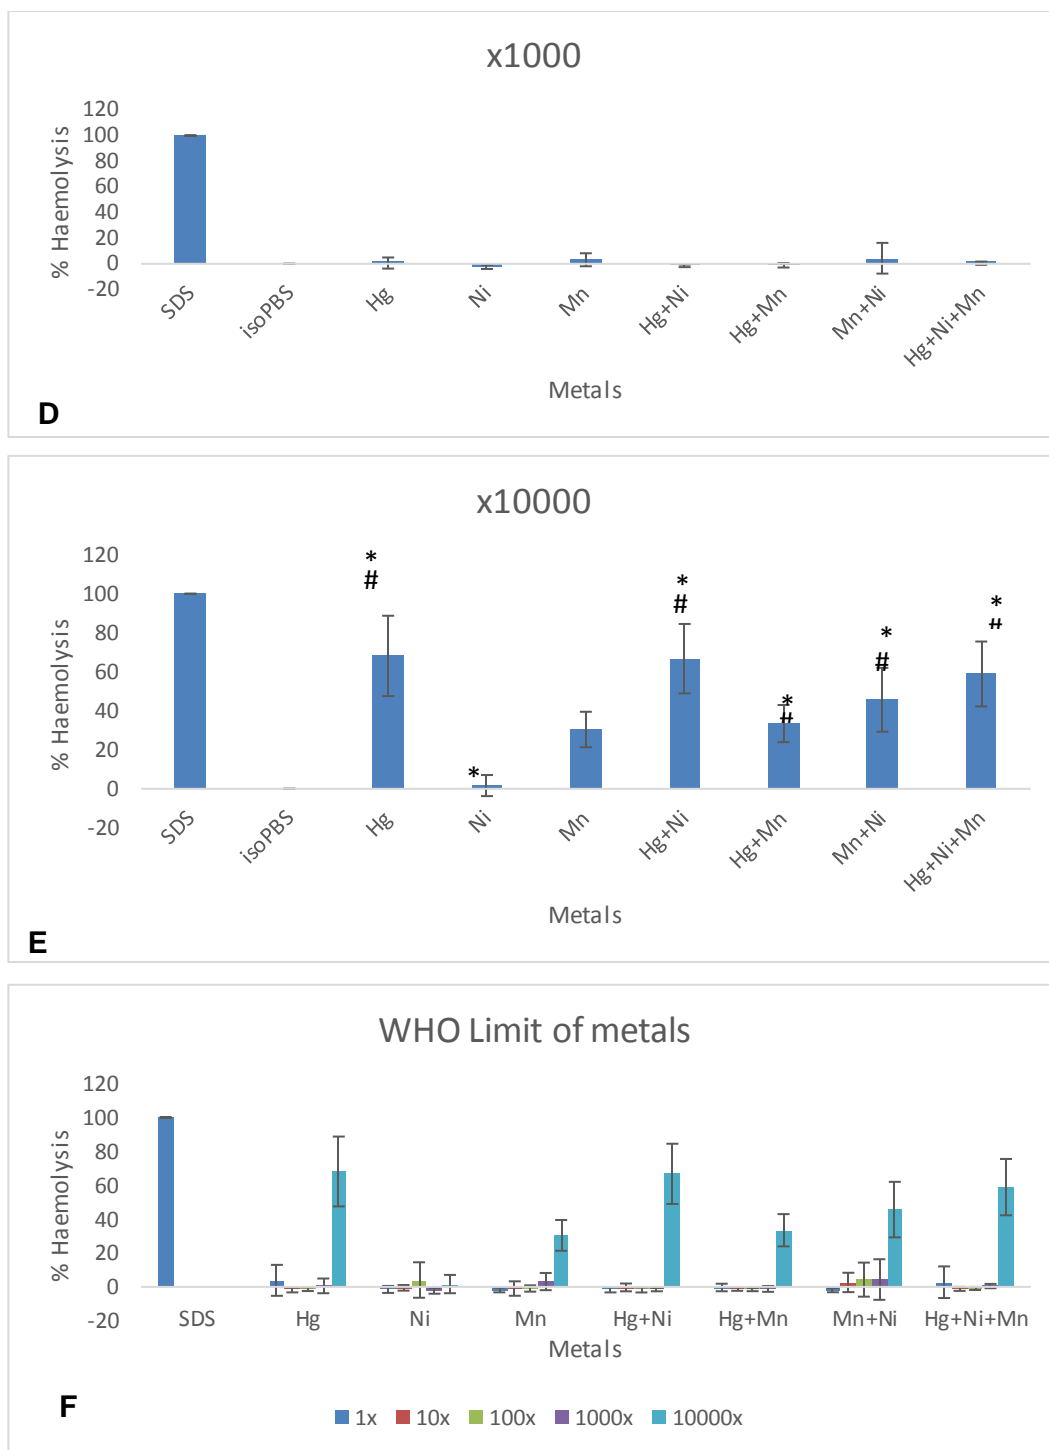 x1000
120
100
80
60
40
20
0
-20
% Haemolysis
SDS
isoPBS
Hg
Ni
Mn
Hg+Ni
Hg+Mn
Mn+Ni
Hg+Ni+Mn
Metals
D
x10000
120
100
80
60
40
20
0
-20
% Haemolysis
*
#
*
*
#
*
#
*
#
*
#
SDS
isoPBS
Hg
Ni
Mn
Hg+Ni
Hg+Mn
Mn+Ni
Hg+Ni+Mn
Metals
E
WHO Limit of metals
120
100
80
60
40
20
0
-20
% Haemolysis
SDS Hg Ni Mn Hg+Ni Hg+Mn Mn+Ni Hg+Ni+Mn
Metals
F
1x 10x 100x 1000x 10000x